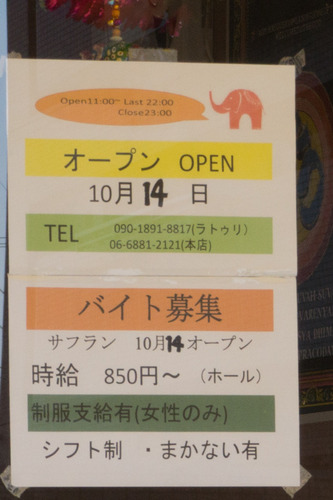 Open11:00~ Last 22:00
Close23:00
オープン OPEN
10月14日
TEL 090-1891-8817(ラトゥリ)
06-6881-2121(本店)
バイト募集
サフラン 10月14オープン
時給 850円～ (ホール)
制服支給有(女性のみ)
シフト制 ・まかない有